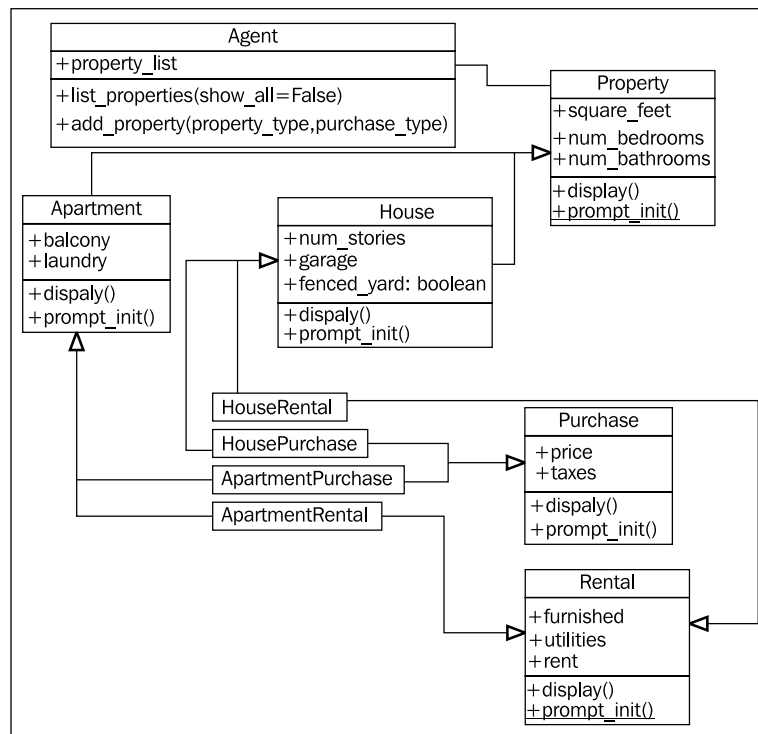 Agent
+property_list
+list_properties(show_all=False)
+add_property(property_type,purchase_type)
Property
+square_feet
+num_bedrooms
+num_bathrooms
+display()
+prompt_init()
Apartment
+balcony
+laundry
+dispaly()
+prompt_init()
House
+num_stories
+garage
+fenced_yard: boolean
+dispaly()
+prompt_init()
HouseRental
HousePurchase
ApartmentPurchase
ApartmentRental
Purchase
+price
+taxes
+dispaly()
+prompt_init()
Rental
+furnished
+utilities
+rent
+display()
+prompt_init()